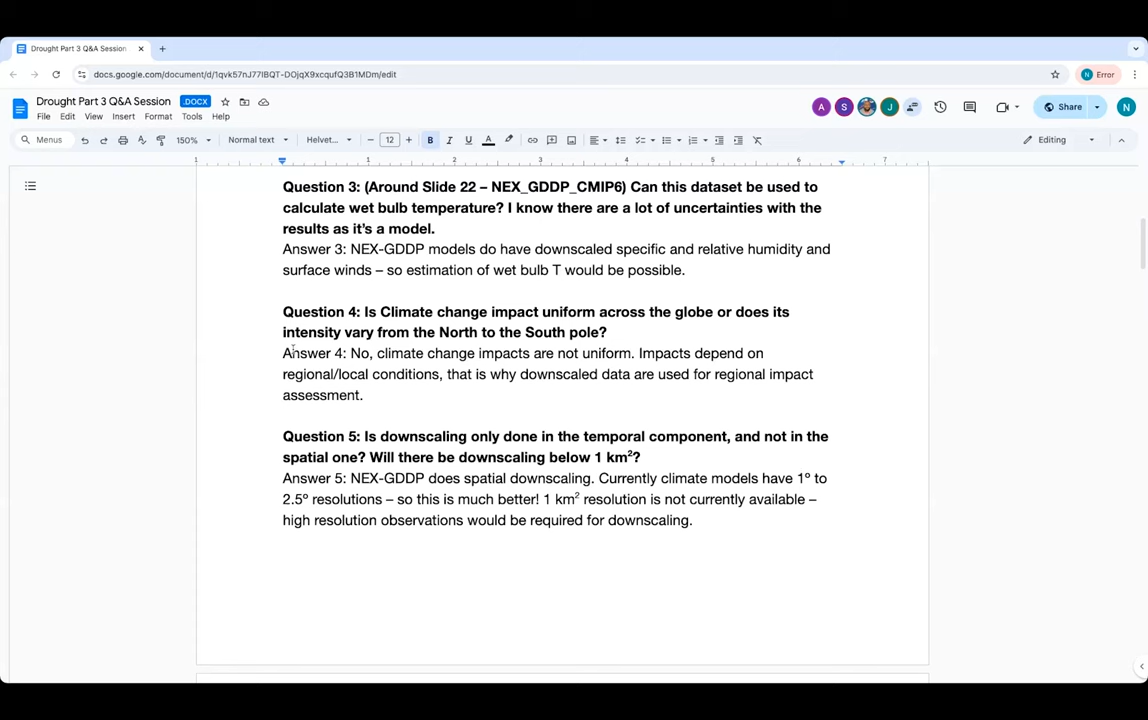 Drought Part 3 Q&A Session
docs.google.com/document/d/1qvk57nJ77IBQT-DOjqX9xcqufQ3B1MDm/edit
N Error
Drought Part 3 Q&A Session .DOCX
A S J Share N
File Edit View Insert Format Tools Help
Menus 150% Normal text Helvet... 12 B I U A Editing
1 1 2 3 4 5 6 7
Question 3: (Around Slide 22 – NEX_GDDP_CMIP6) Can this dataset be used to
calculate wet bulb temperature? I know there are a lot of uncertainties with the
results as it's a model.
Answer 3: NEX-GDDP models do have downscaled specific and relative humidity and
surface winds – so estimation of wet bulb T would be possible.
Question 4: Is Climate change impact uniform across the globe or does its
intensity vary from the North to the South pole?
Answer 4: No, climate change impacts are not uniform. Impacts depend on
regional/local conditions, that is why downscaled data are used for regional impact
assessment.
Question 5: Is downscaling only done in the temporal component, and not in the
spatial one? Will there be downscaling below 1 km²?
Answer 5: NEX-GDDP does spatial downscaling. Currently climate models have 1º to
2.5º resolutions – so this is much better! 1 km² resolution is not currently available –
high resolution observations would be required for downscaling.